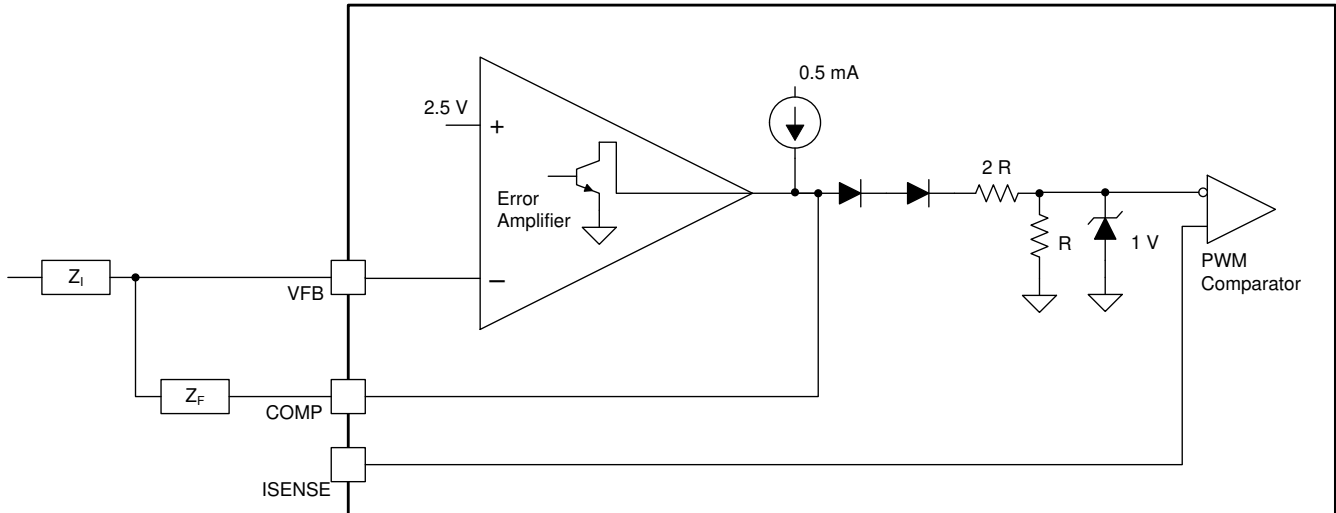 0.5 mA
2.5 V
+
2 R
Error
Amplifier
R
1 V
PWM
Comparator
Z_I
VFB
−
Z_F
COMP
ISENSE